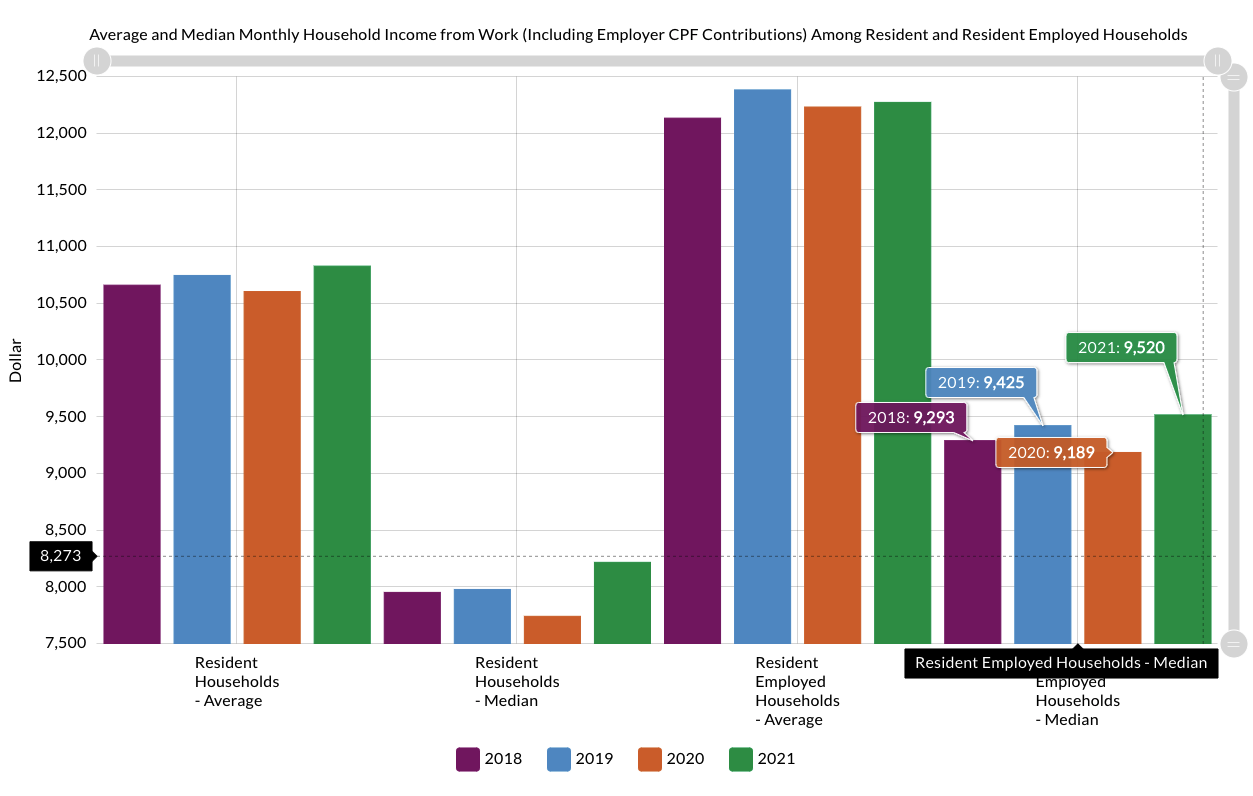 Average and Median Monthly Household Income from Work (Including Employer CPF Contributions) Among Resident and Resident Employed Households
12,500
12,000
11,500
11,000
10,500
10,000
9,500
9,000
8,500
8,273
8,000
7,500
Dollar
2021: 9,520
2019: 9,425
2018: 9,293
2020: 9,189
Resident
Households
- Average
Resident
Households
- Median
Resident
Employed
Households
- Average
Resident Employed Households - Median
Employed
Households
- Median
2018
2019
2020
2021